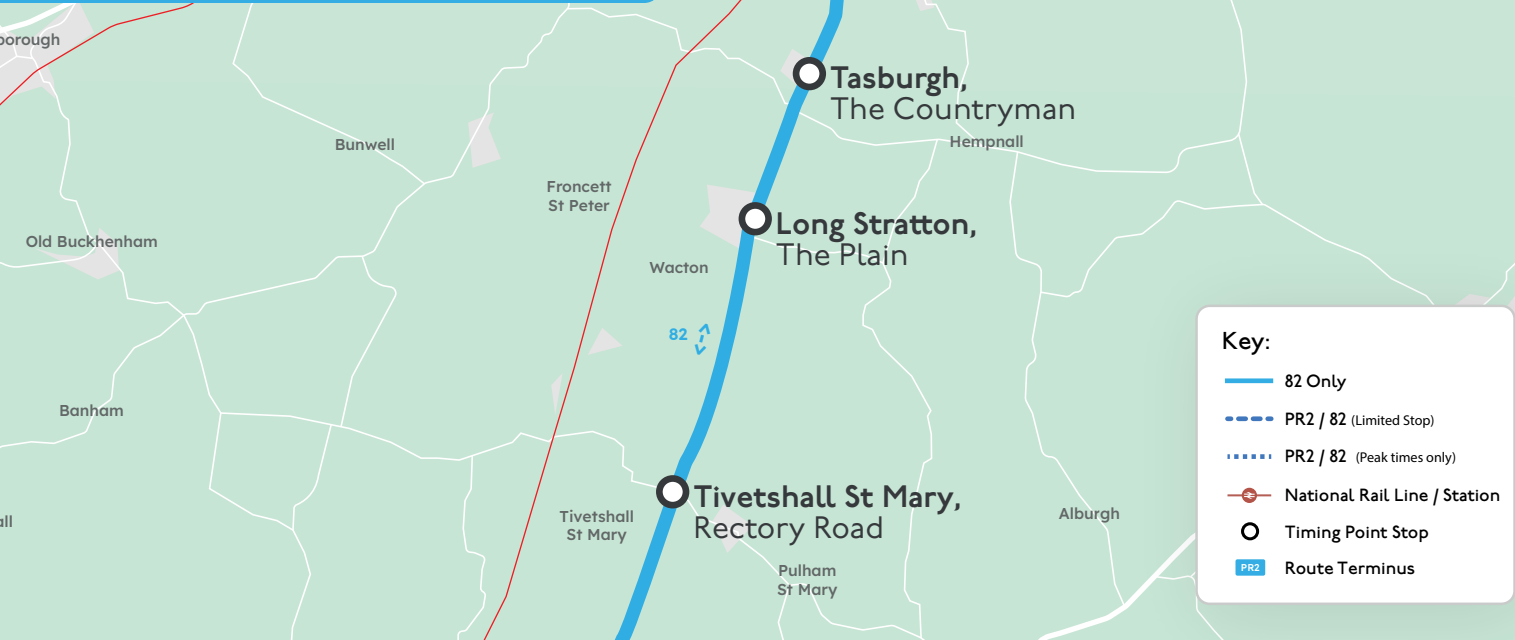 borough
Tasburgh,
The Countryman
Bunwell
Hempnall
Froncett
St Peter
Long Stratton,
The Plain
Old Buckhenham
Wacton
82
Banham
Tivetshall St Mary,
Rectory Road
Tivetshall
St Mary
Alburgh
all
Pulham
St Mary
Key:
82 Only
PR2 / 82 (Limited Stop)
PR2 / 82 (Peak times only)
National Rail Line / Station
Timing Point Stop
PR2 Route Terminus